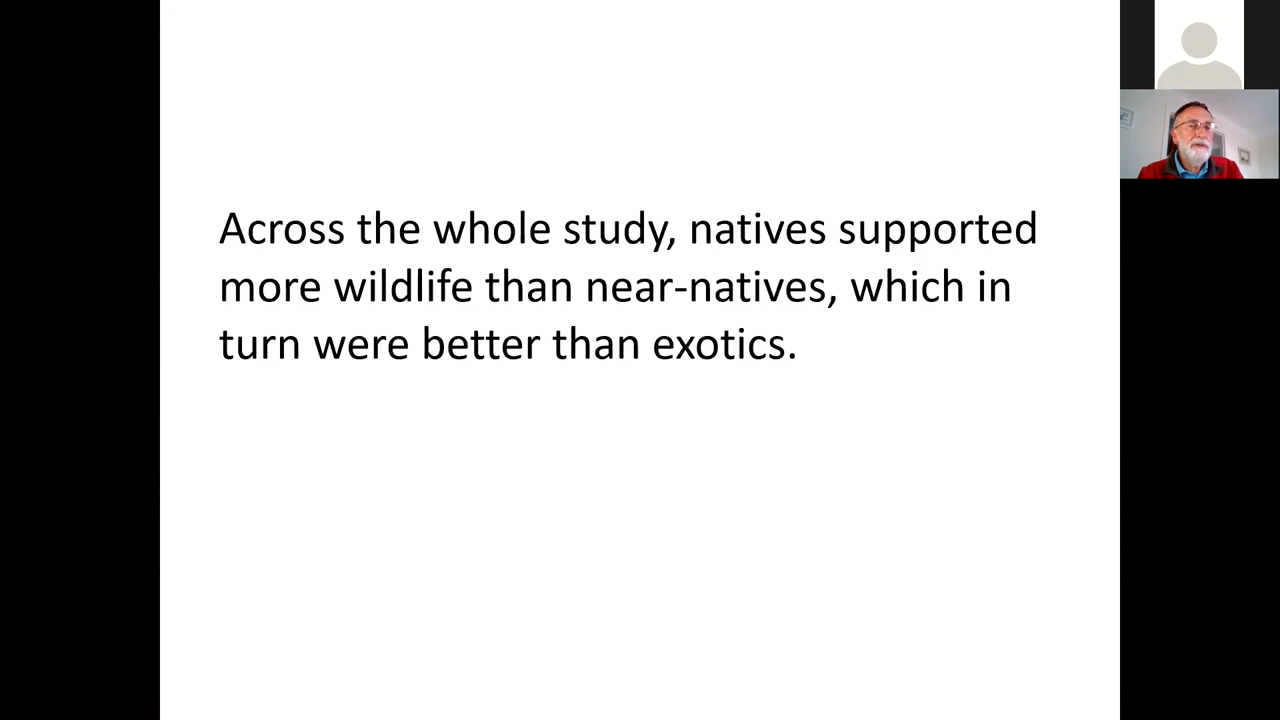 Across the whole study, natives supported
more wildlife than near-natives, which in
turn were better than exotics.